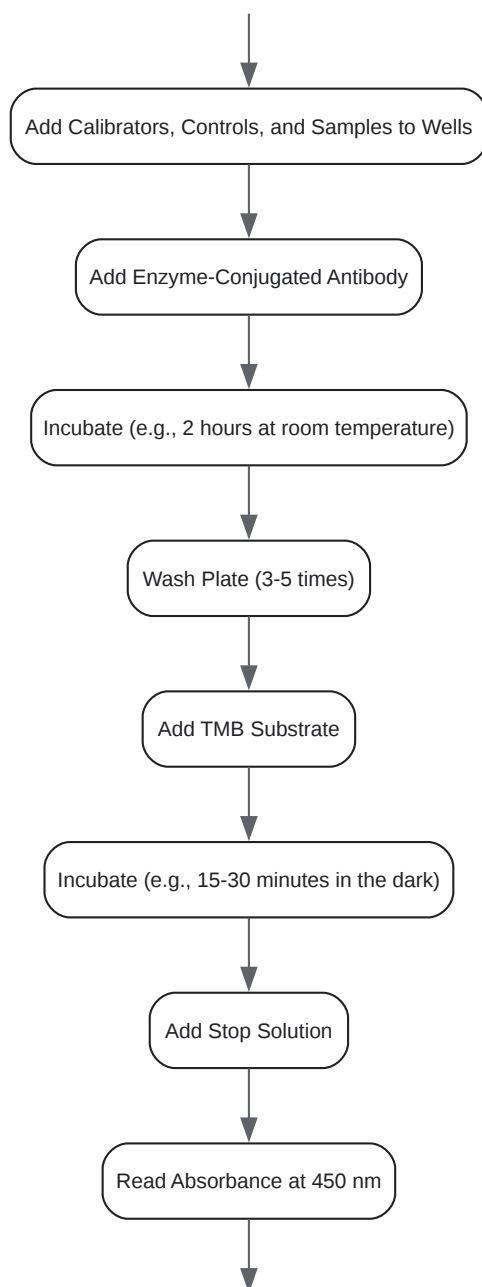 Add Calibrators, Controls, and Samples to Wells
Add Enzyme-Conjugated Antibody
Incubate (e.g., 2 hours at room temperature)
Wash Plate (3-5 times)
Add TMB Substrate
Incubate (e.g., 15-30 minutes in the dark)
Add Stop Solution
Read Absorbance at 450 nm